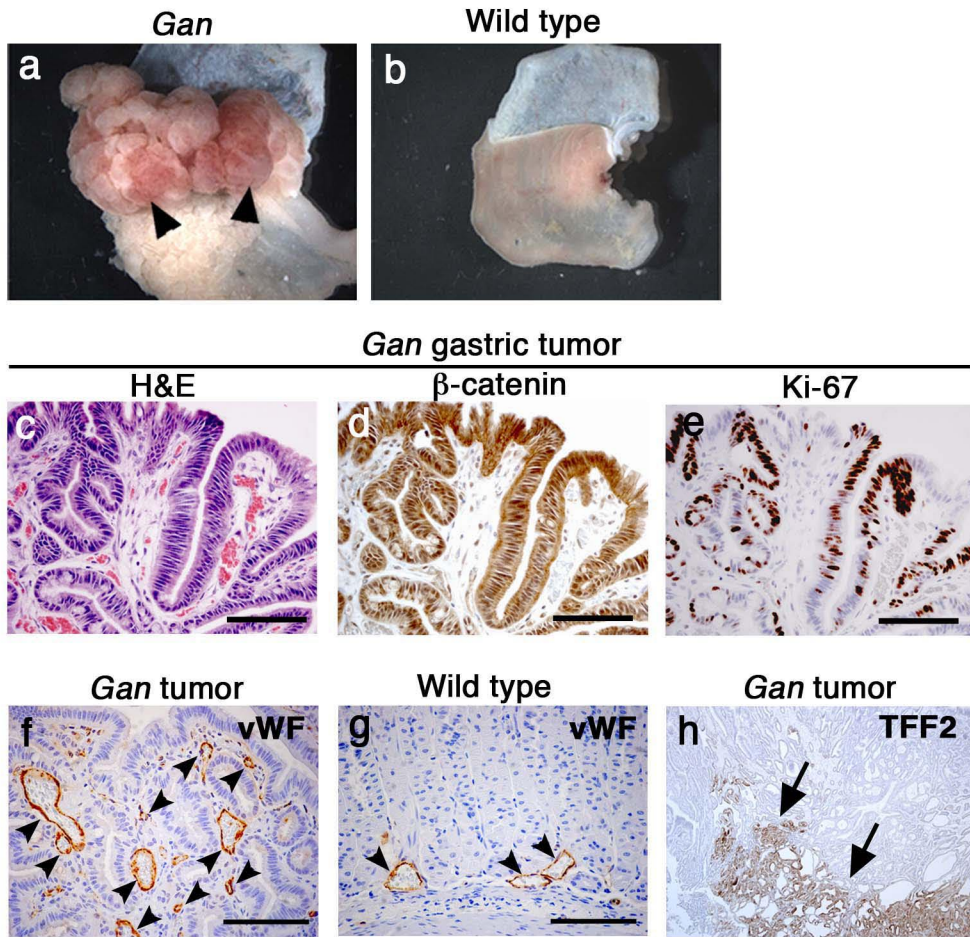 Gan
Wild type
a
b
Gan gastric tumor
H&E
β-catenin
Ki-67
c
d
e
Gan tumor
Wild type
Gan tumor
f
vWF
g
vWF
h
TFF2